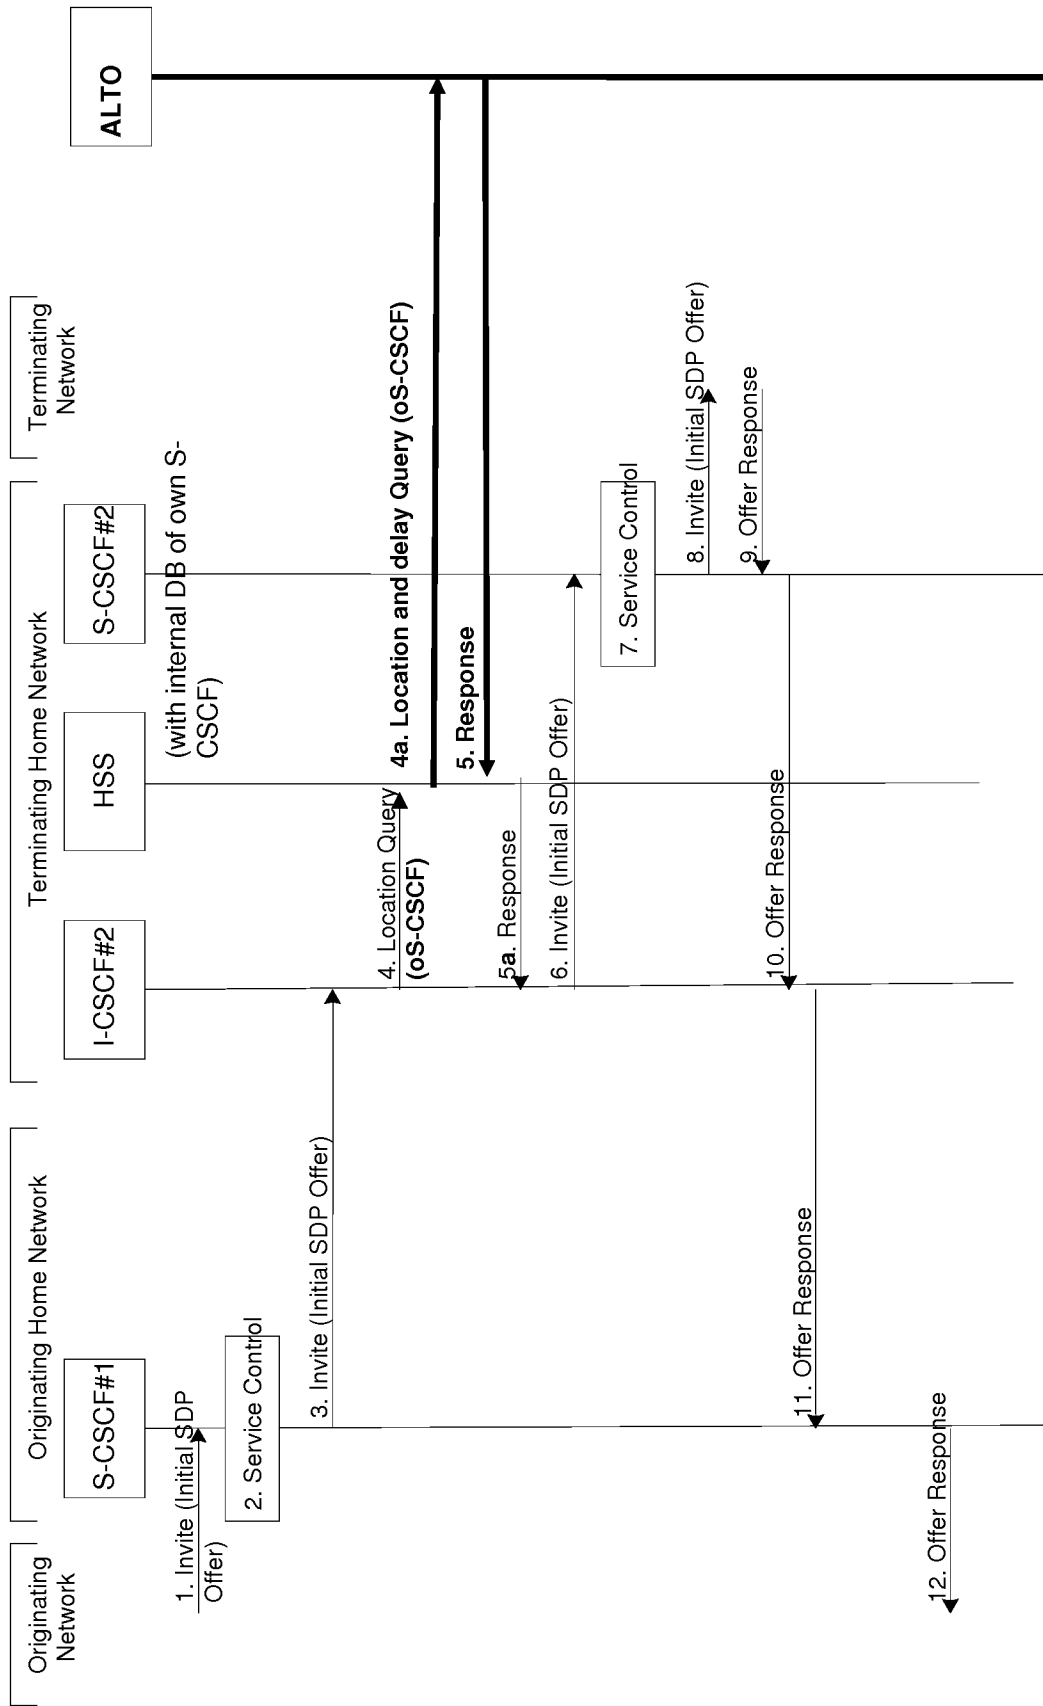 Originating
Network
Originating Home Network
Terminating Home Network
Terminating
Network
S-CSCF#1
I-CSCF#2
HSS
S-CSCF#2
ALTO
(with internal DB of own S-
CSCF)
1. Invite (Initial SDP
Offer)
2. Service Control
3. Invite (Initial SDP Offer)
4. Location Query
(oS-CSCF)
4a. Location and delay Query (oS-CSCF)
5. Response
5a. Response
6. Invite (Initial SDP Offer)
7. Service Control
8. Invite (Initial SDP Offer)
9. Offer Response
10. Offer Response
11. Offer Response
12. Offer Response